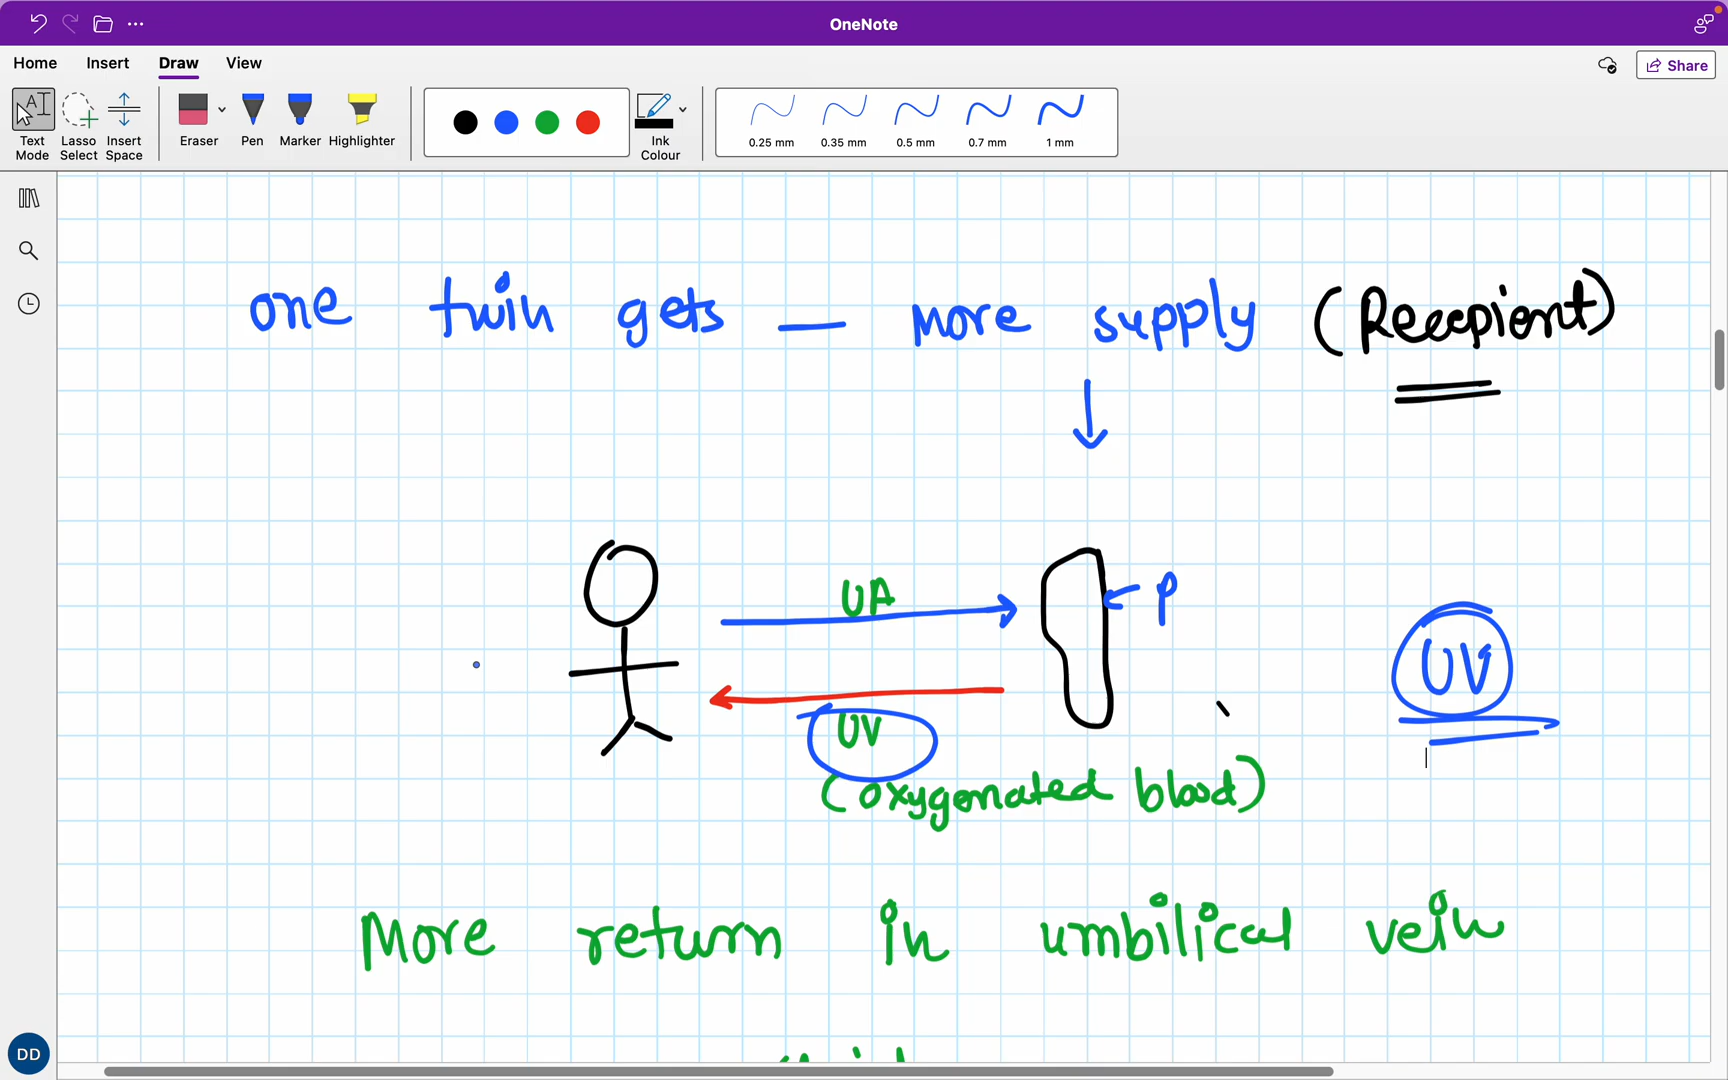 OneNote
Home Insert Draw View
Share
Text Mode
Lasso Select
Insert Space
Eraser
Pen
Marker
Highlighter
Ink Colour
0.25 mm 0.35 mm 0.5 mm 0.7 mm 1 mm
one twin gets — More supply (Recepient)
UA
P
UV
UV
(oxygenated blood)
More return in umbilical vein
DD